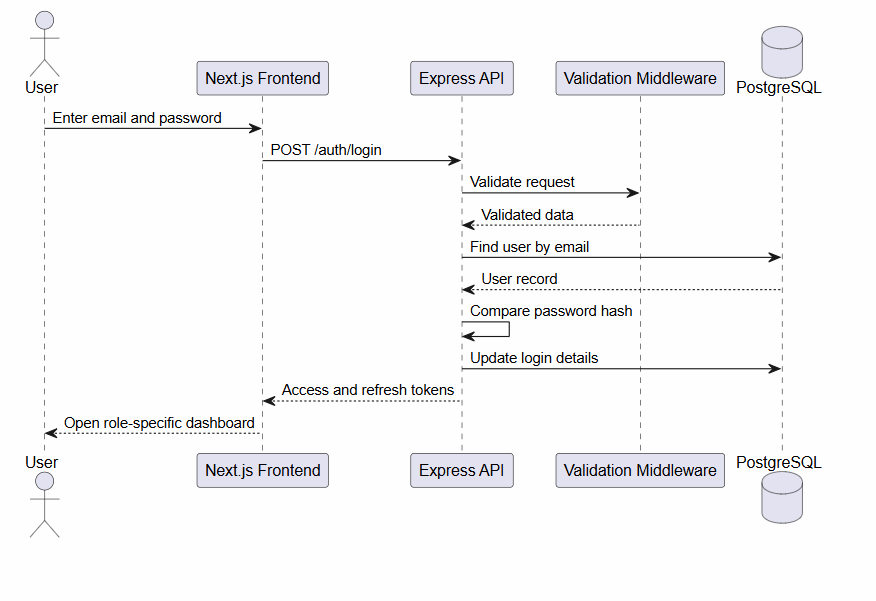 User
Next.js Frontend
Express API
Validation Middleware
PostgreSQL
Enter email and password
POST /auth/login
Validate request
Validated data
Find user by email
User record
Compare password hash
Update login details
Access and refresh tokens
Open role-specific dashboard
User
Next.js Frontend
Express API
Validation Middleware
PostgreSQL